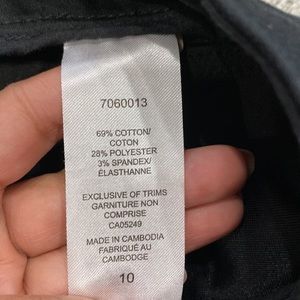 7060013
69% COTTON/
COTON
28% POLYESTER
3% SPANDEX/
ÉLASTHANNE
EXCLUSIVE OF TRIMS
GARNITURE NON
COMPRISE
CA05249
MADE IN CAMBODIA
FABRIQUÉ AU
CAMBODGE
10